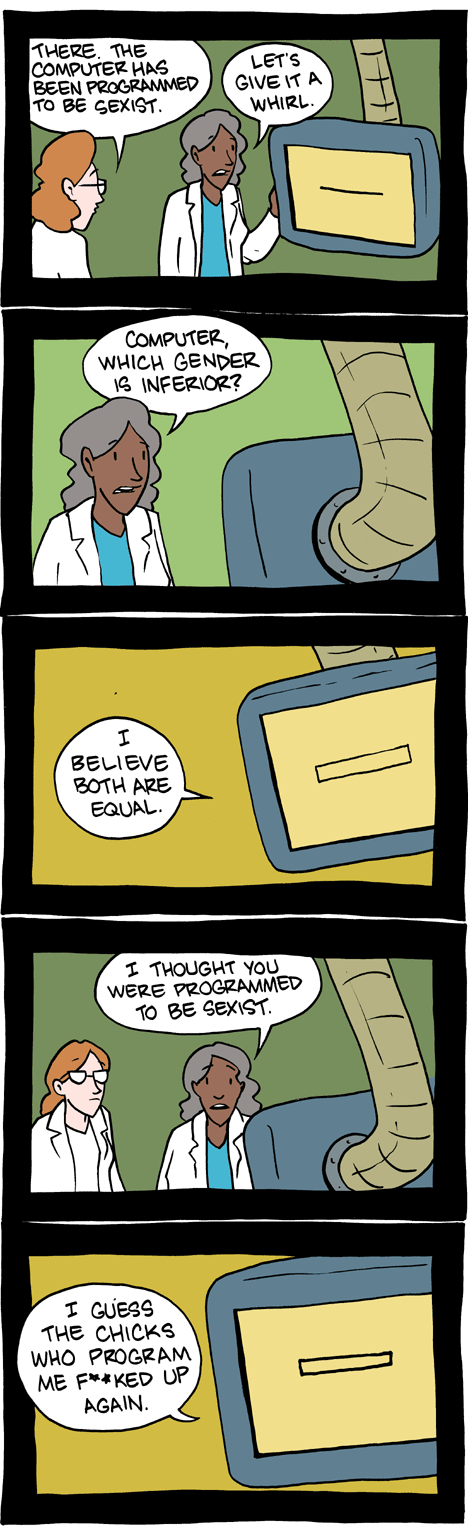 THERE. THE
COMPUTER HAS
BEEN PROGRAMMED
TO BE SEXIST.
LET'S
GIVE IT A
WHIRL.
COMPUTER,
WHICH GENDER
IS INFERIOR?
I
BELIEVE
BOTH ARE
EQUAL.
I THOUGHT YOU
WERE PROGRAMMED
TO BE SEXIST.
I GUESS
THE CHICKS
WHO PROGRAM
ME F**KED UP
AGAIN.